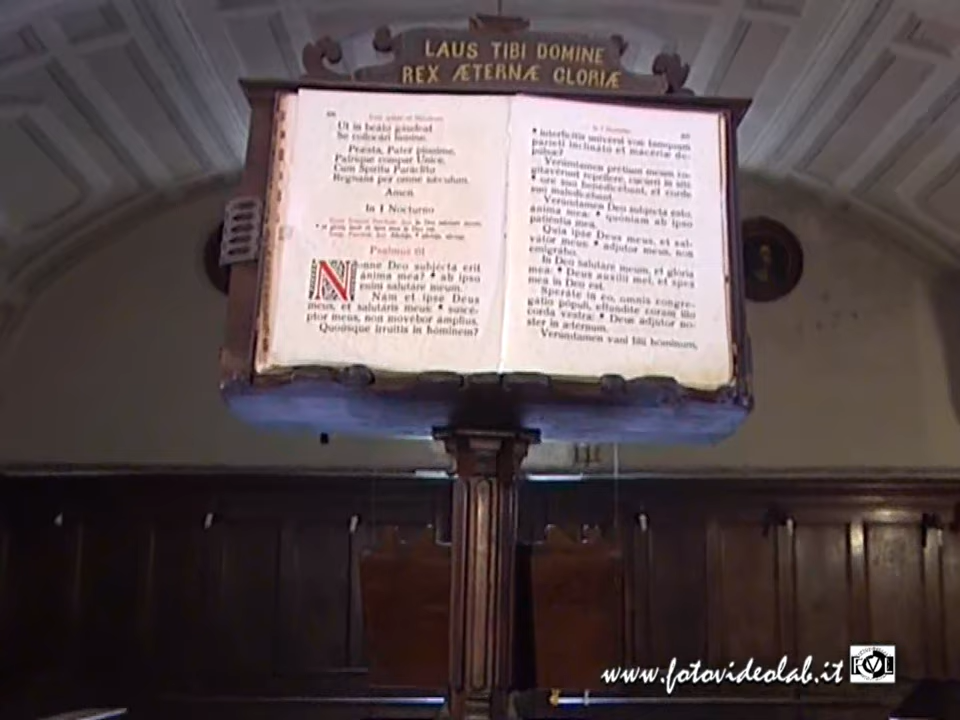 LAUS TIBI DOMINE
REX ÆTERNÆ GLORIÆ
Ut in beato gaudeat
Se collocari lumine.
Præsta, Pater piissime,
Patrique compar Unice,
Cum Spiritu Paraclito
Regnans per omne sæculum.
Amen.
In I Nocturno
Psalmus 61
Nonne Deo subjecta erit
ánima mea? * ab ipso
enim salutare meum.
Nam et ipse Deus
meus, et salutaris meus: * suscé-
ptor meus, non movebor amplius.
Quousque irruitis in hominem?
* interficitis universi vos: tamquam
parieti inclinato et maceriæ de-
pulsæ?
Verumtamen pretium meum co-
gitaverunt repellere, cucurri in siti:
* ore suo benedicebant, et corde
suo maledicebant.
Verumtamen Deo subjecta esto,
ánima mea: * quoniam ab ipso
patientia mea.
Quia ipse Deus meus, et sal-
vátor meus: * adjutor meus, non
emigrábo.
In Deo salutare meum, et gloria
mea: * Deus auxilii mei, et spes
mea in Deo est.
Sperate in eo, omnis congre-
gátio populi, effundite coram illo
corda vestra: * Deus adjutor no-
ster in æternum.
Verumtamen vani filii hominum,
www.fotovideolab.it
FVL